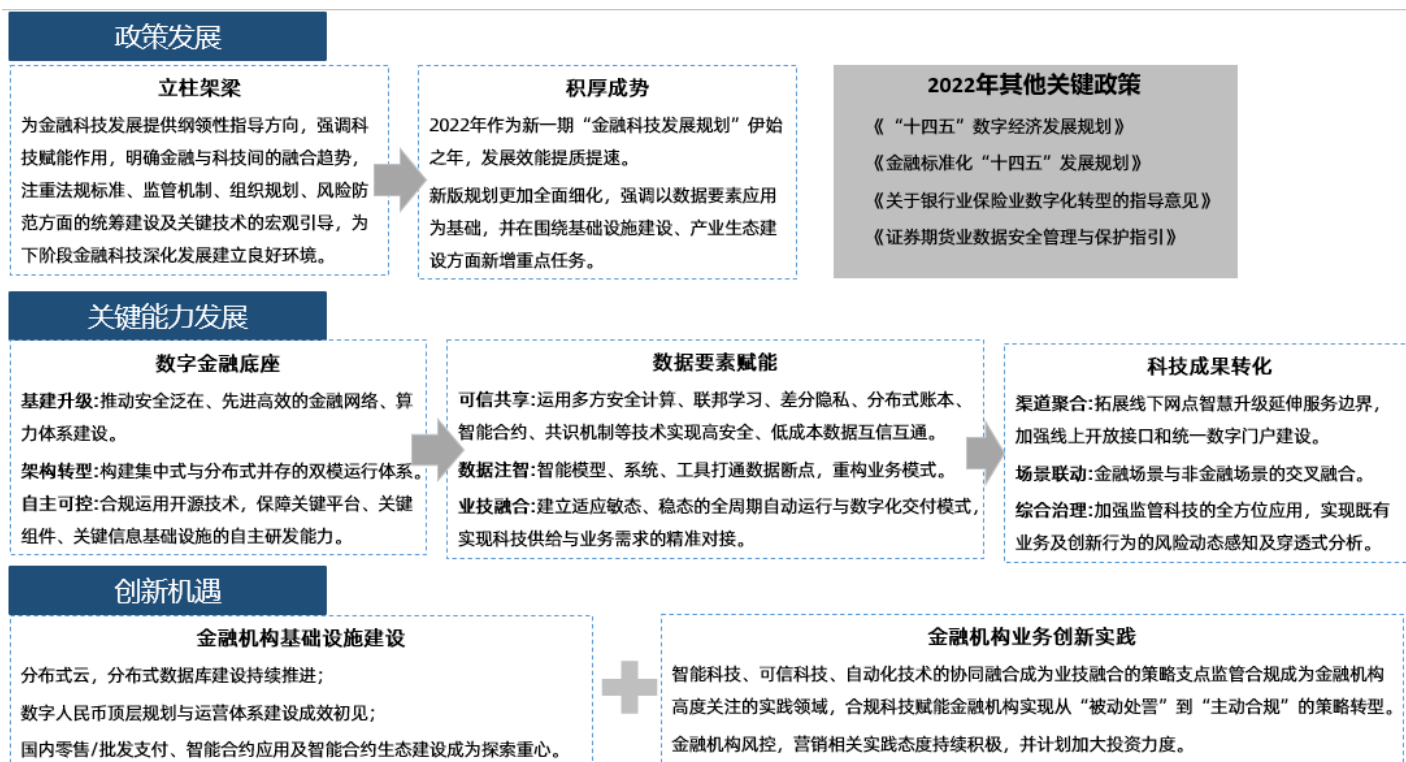 政策发展
立柱架梁
为金融科技发展提供纲领性指导方向，强调科
技赋能作用，明确金融与科技间的融合趋势，
注重法规标准、监管机制、组织规划、风险防
范方面的统筹建设及关键技术的宏观引导，为
下阶段金融科技深化发展建立良好环境。
积厚成势
2022年作为新一期“金融科技发展规划”伊始
之年，发展效能提质提速。
新版规划更加全面细化，强调以数据要素应用
为基础，并在围绕基础设施建设、产业生态建
设方面新增重点任务。
2022年其他关键政策
《“十四五”数字经济发展规划》
《金融标准化“十四五”发展规划》
《关于银行业保险业数字化转型的指导意见》
《证券期货业数据安全管理与保护指引》
关键能力发展
数字金融底座
基建升级:推动安全泛在、先进高效的金融网络、算
力体系建设。
架构转型:构建集中式与分布式并存的双模运行体系。
自主可控:合规运用开源技术，保障关键平台、关键
组件、关键信息基础设施的自主研发能力。
数据要素赋能
可信共享:运用多方安全计算、联邦学习、差分隐私、分布式账本、
智能合约、共识机制等技术实现高安全、低成本数据互信互通。
数据注智:智能模型、系统、工具打通数据断点，重构业务模式。
业技融合:建立适应敏态、稳态的全周期自动运行与数字化交付模式，
实现科技供给与业务需求的精准对接。
科技成果转化
渠道聚合:拓展线下网点智慧升级延伸服务边界，
加强线上开放接口和统一数字门户建设。
场景联动:金融场景与非金融场景的交叉融合。
综合治理:加强监管科技的全方位应用，实现既有
业务及创新行为的风险动态感知及穿透式分析。
创新机遇
金融机构基础设施建设
分布式云，分布式数据库建设持续推进；
数字人民币顶层规划与运营体系建设成效初见；
国内零售/批发支付、智能合约应用及智能合约生态建设成为探索重心。
金融机构业务创新实践
智能科技、可信科技、自动化技术的协同融合成为业技融合的策略支点监管合规成为金融机构
高度关注的实践领域，合规科技赋能金融机构实现从“被动处置”到“主动合规”的策略转型。
金融机构风控，营销相关实践态度持续积极，并计划加大投资力度。